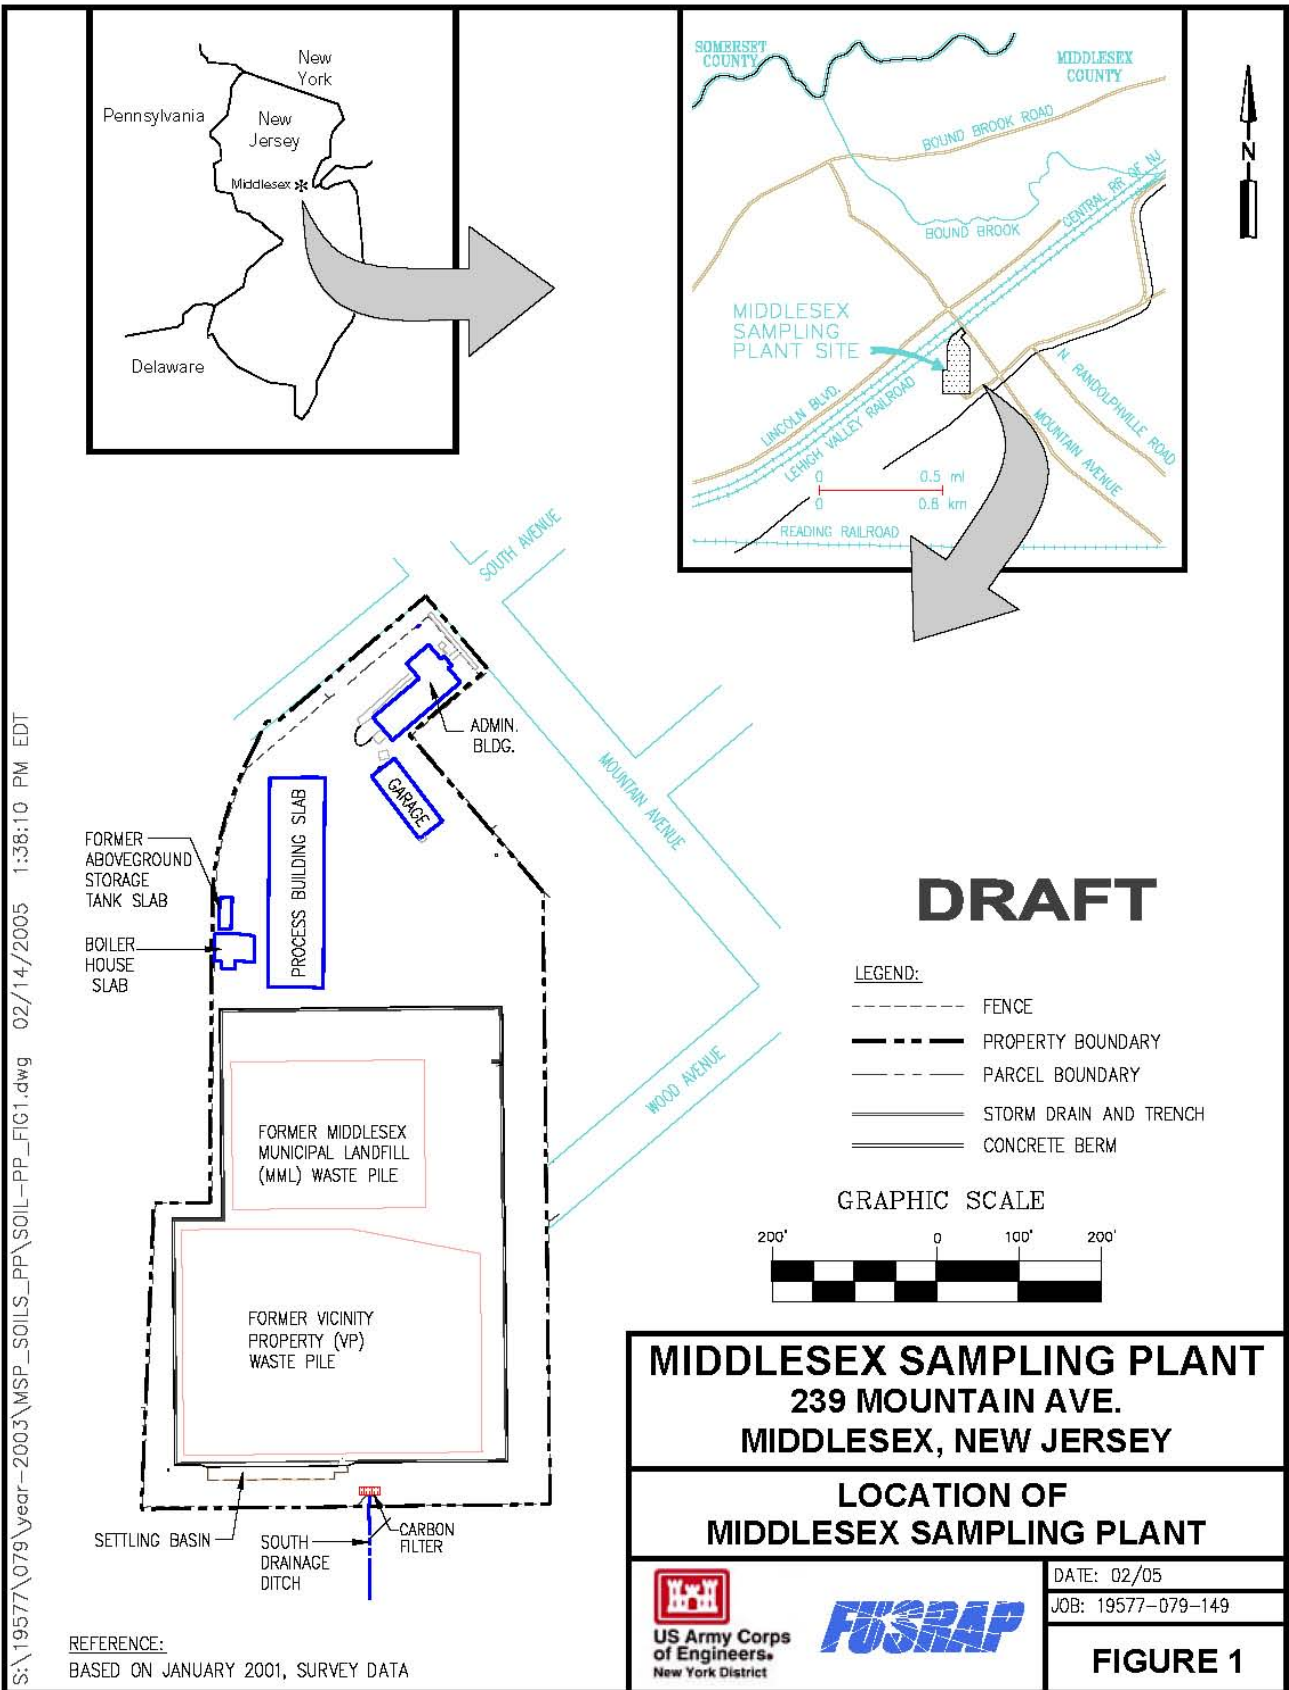 New
York
Pennsylvania
New
Jersey
Middlesex
Delaware
SOMERSET
COUNTY
MIDDLESEX
COUNTY
BOUND BROOK ROAD
CENTRAL RR OF NJ
BOUND BROOK
MIDDLESEX
SAMPLING
PLANT SITE
LINCOLN BLVD.
LEHIGH VALLEY RAILROAD
N. RANDOLPHVILLE ROAD
MOUNTAIN AVENUE
0 0.5 mi
0 0.8 km
READING RAILROAD
N
SOUTH AVENUE
ADMIN.
BLDG.
GARAGE
MOUNTAIN AVENUE
PROCESS BUILDING SLAB
FORMER
ABOVEGROUND
STORAGE
TANK SLAB
BOILER
HOUSE
SLAB
WOOD AVENUE
FORMER MIDDLESEX
MUNICIPAL LANDFILL
(MML) WASTE PILE
FORMER VICINITY
PROPERTY (VP)
WASTE PILE
SETTLING BASIN
SOUTH
DRAINAGE
DITCH
CARBON
FILTER
DRAFT
LEGEND:
FENCE
PROPERTY BOUNDARY
PARCEL BOUNDARY
STORM DRAIN AND TRENCH
CONCRETE BERM
GRAPHIC SCALE
200' 0 100' 200'
MIDDLESEX SAMPLING PLANT
239 MOUNTAIN AVE.
MIDDLESEX, NEW JERSEY
LOCATION OF
MIDDLESEX SAMPLING PLANT
US Army Corps
of Engineers®
New York District
FUSRAP
DATE: 02/05
JOB: 19577-079-149
FIGURE 1
REFERENCE:
BASED ON JANUARY 2001, SURVEY DATA
S:\19577\079\year-2003\MSP_SOILS_PP\SOIL-PP_FIG1.dwg 02/14/2005 1:38:10 PM EDT